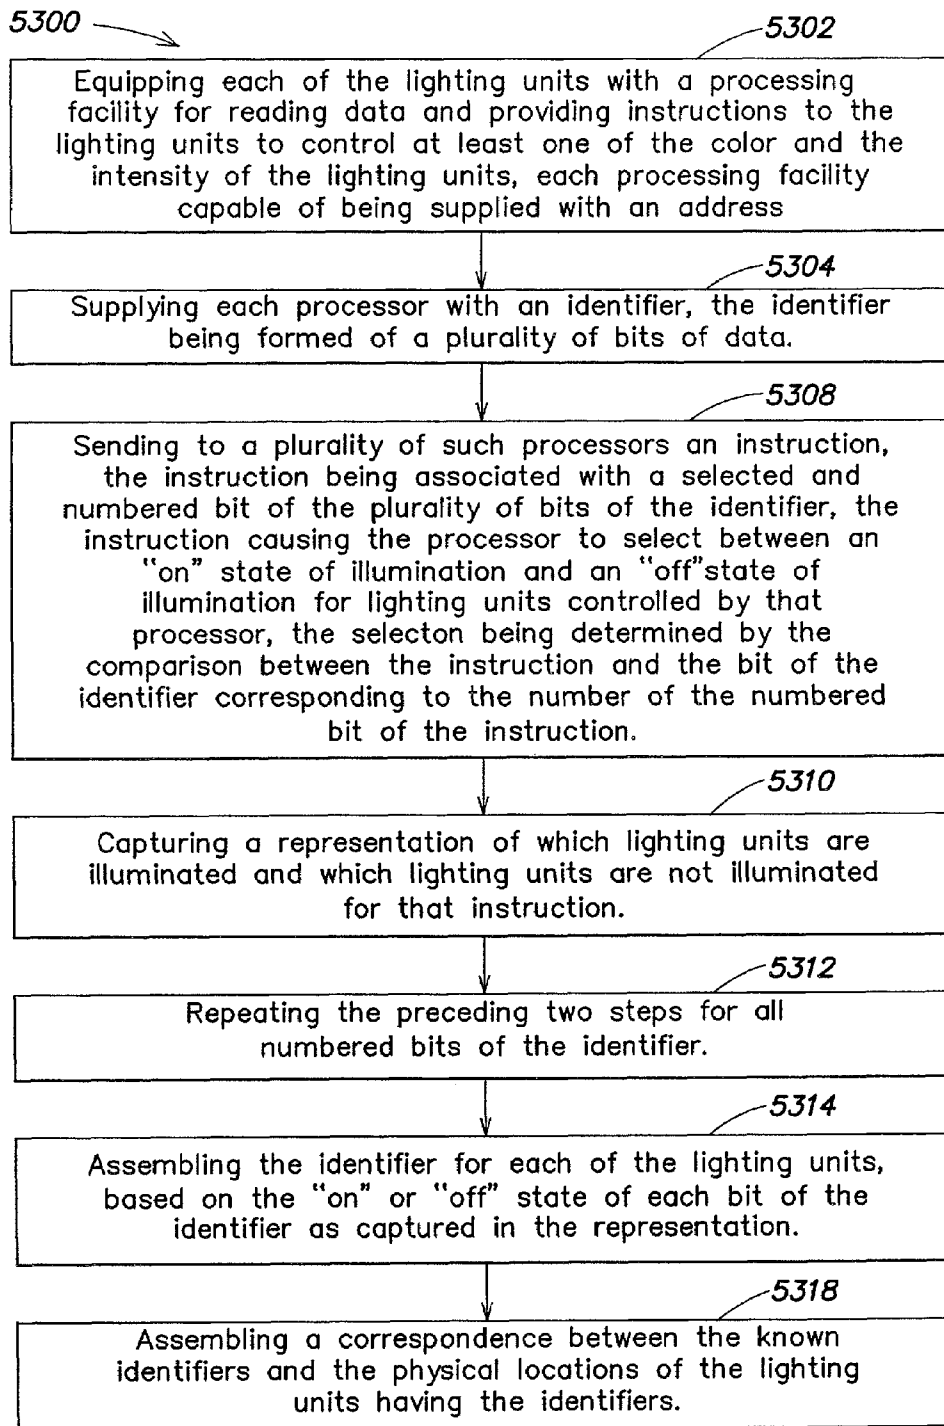 5300
5302
Equipping each of the lighting units with a processing
facility for reading data and providing instructions to the
lighting units to control at least one of the color and the
intensity of the lighting units, each processing facility
capable of being supplied with an address
5304
Supplying each processor with an identifier, the identifier
being formed of a plurality of bits of data.
5308
Sending to a plurality of such processors an instruction,
the instruction being associated with a selected and
numbered bit of the plurality of bits of the identifier, the
instruction causing the processor to select between an
"on" state of illumination and an "off"state of
illumination for lighting units controlled by that
processor, the selecton being determined by the
comparison between the instruction and the bit of the
identifier corresponding to the number of the numbered
bit of the instruction.
5310
Capturing a representation of which lighting units are
illuminated and which lighting units are not illuminated
for that instruction.
5312
Repeating the preceding two steps for all
numbered bits of the identifier.
5314
Assembling the identifier for each of the lighting units,
based on the "on" or "off" state of each bit of the
identifier as captured in the representation.
5318
Assembling a correspondence between the known
identifiers and the physical locations of the lighting
units having the identifiers.